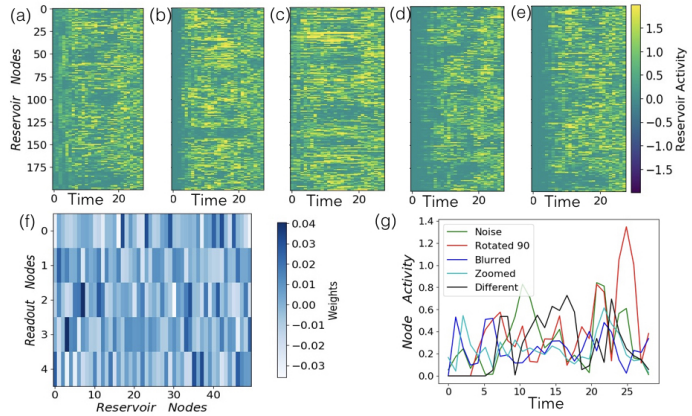 (a) (b) (c) (d) (e)
0
25
50
75
100
125
150
175
Reservoir Nodes
0 Time 20
0 Time 20
0 Time 20
0 Time 20
0 Time 20
1.5
1.0
0.5
0.0
−0.5
−1.0
−1.5
Reservoir Activity
(f)
0
1
2
3
4
Readout Nodes
0 10 20 30 40
Reservoir Nodes
0.04
0.03
0.02
0.01
0.00
−0.01
−0.02
−0.03
Weights
(g)
1.4
1.2
1.0
0.8
0.6
0.4
0.2
0.0
Node Activity
Noise
Rotated 90
Blurred
Zoomed
Different
0 5 10 15 20 25
Time